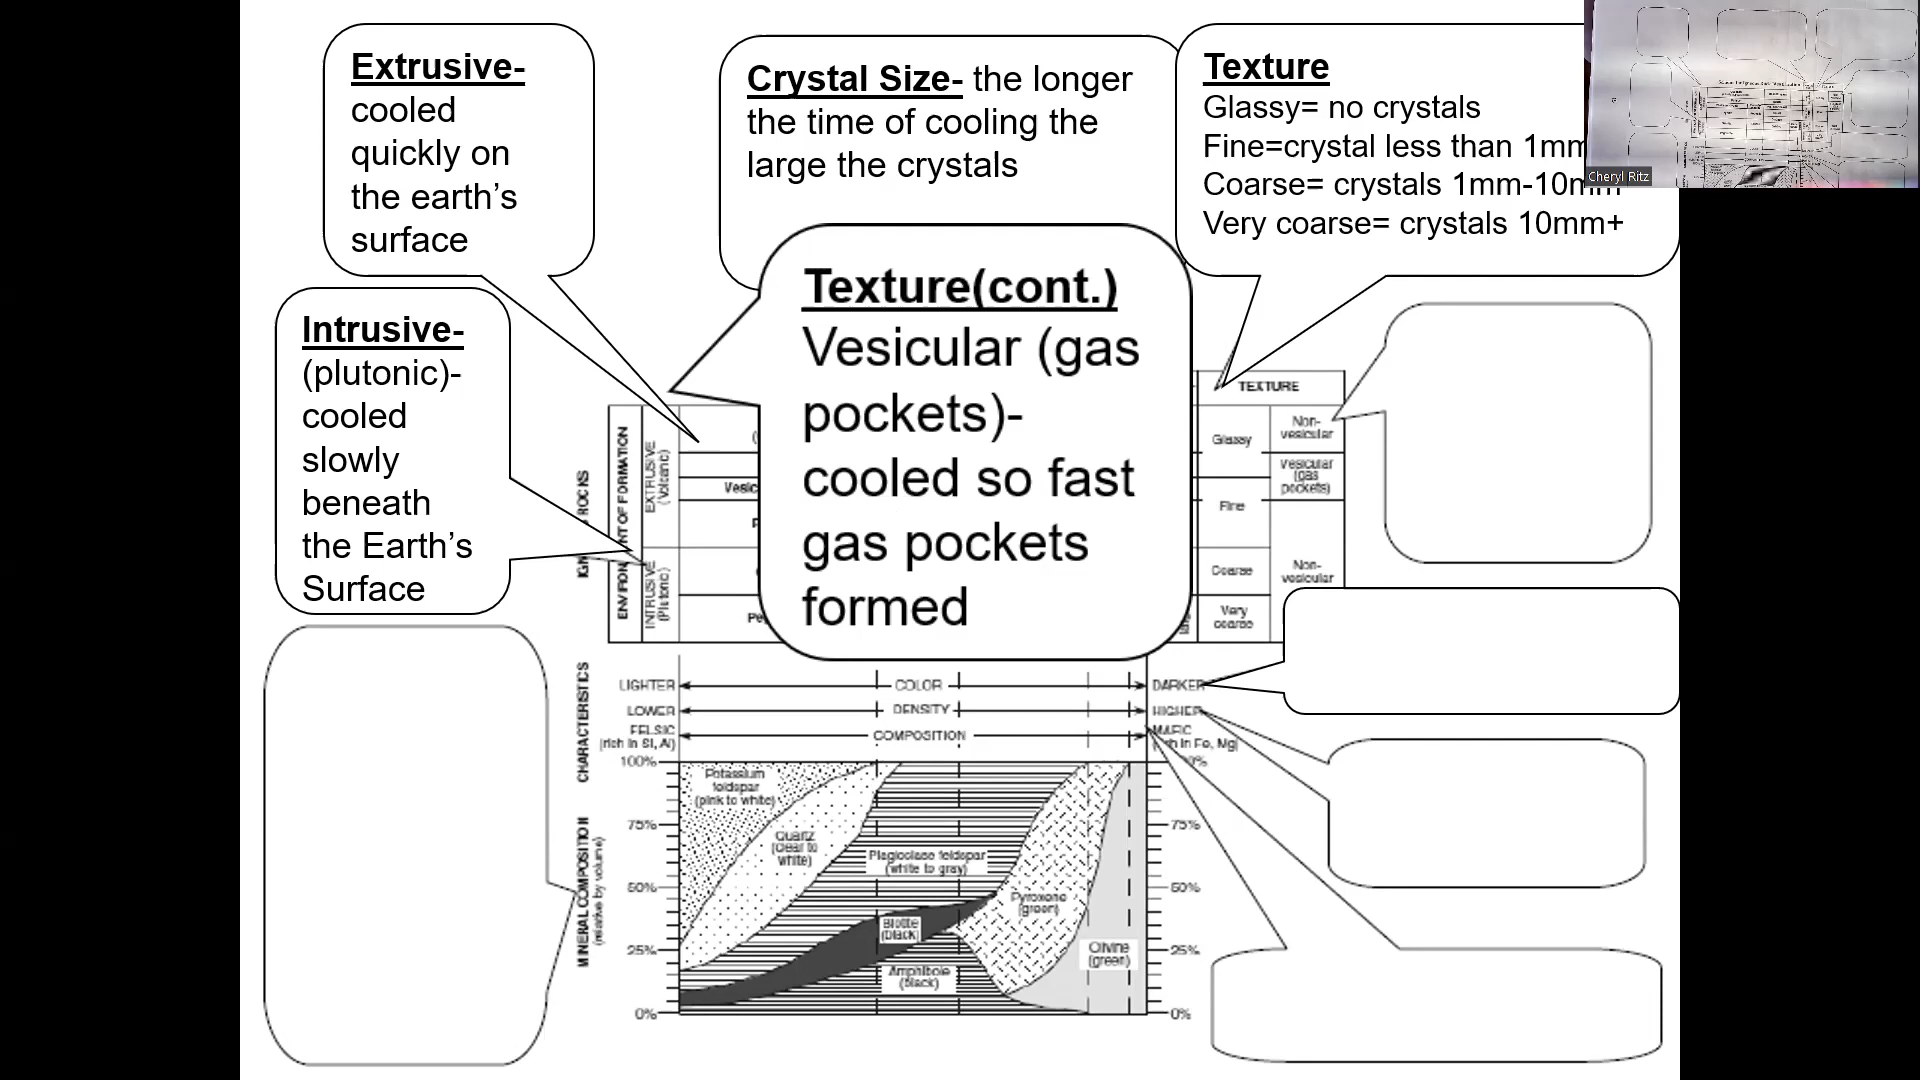 Extrusive-
cooled
quickly on
the earth's
surface
Crystal Size- the longer
the time of cooling the
large the crystals
Texture
Glassy= no crystals
Fine=crystal less than 1mm
Coarse= crystals 1mm-10mm
Very coarse= crystals 10mm+
Cheryl Ritz
Intrusive-
(plutonic)-
cooled
slowly
beneath
the Earth's
Surface
Texture(cont.)
Vesicular (gas
pockets)-
cooled so fast
gas pockets
formed
ROCKS
EXTRUSIVE
(Volcanic)
INTRUSIVE
(Plutonic)
TEXTURE
Glassy
Non-
vesicular
Vesicular
(gas
pockets)
Fine
Coarse
Non-
vesicular
Very
coarse
CHARACTERISTICS
LIGHTER
COLOR
DARKER
LOWER
DENSITY
HIGHER
FELSIC
(rich in Si, Al)
COMPOSITION
MAFIC
in Fe, Mg)
MINERAL COMPOSITION
(relative by volume)
100%
75%
50%
25%
0%
Potassium
feldspar
(pink to white)
Quartz
(clear to
white)
Plagioclase feldspar
(white to gray)
Biotite
(black)
Amphibole
(black)
Pyroxene
(green)
Olivine
(green)
75%
50%
25%
0%